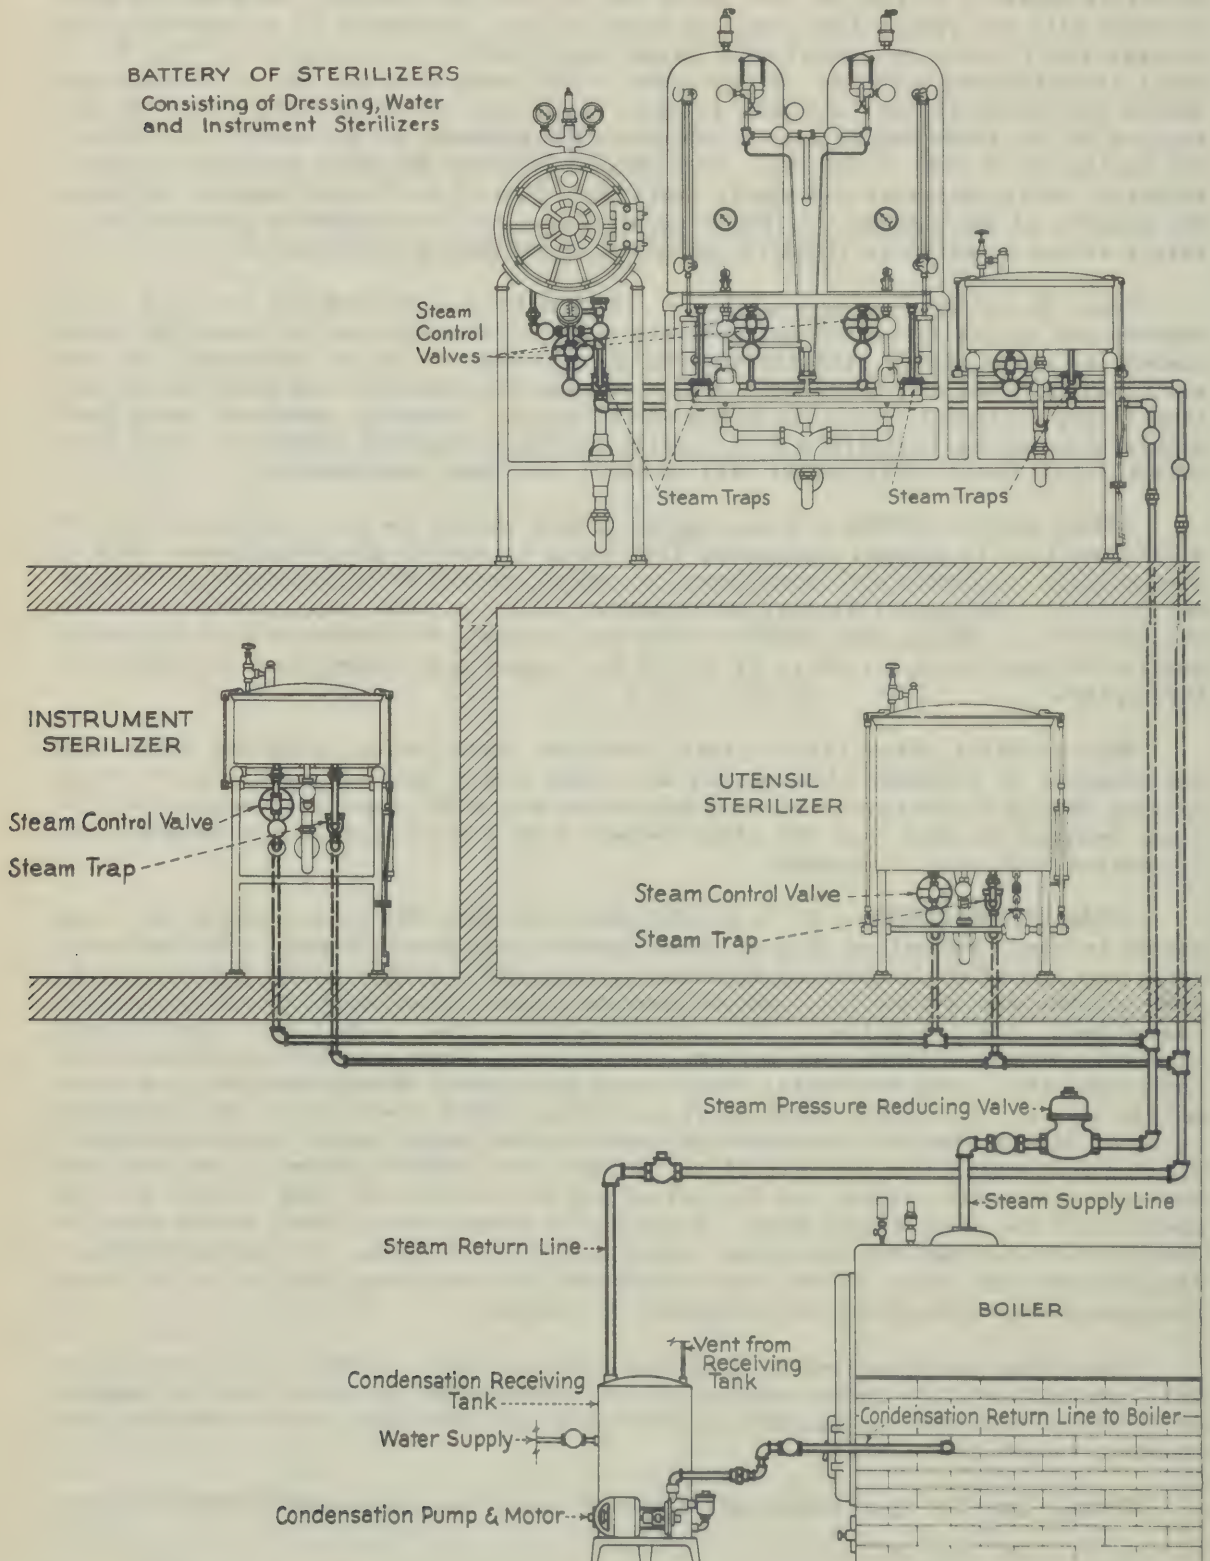 BATTERY OF STERILIZERS
Consisting of Dressing, Water
and Instrument Sterilizers
Steam
Control
Valves
Steam Traps
Steam Traps
INSTRUMENT
STERILIZER
Steam Control Valve
Steam Trap
UTENSIL
STERILIZER
Steam Control Valve
Steam Trap
Steam Pressure Reducing Valve
Steam Supply Line
Steam Return Line
BOILER
Vent from
Receiving
Tank
Condensation Receiving
Tank
Condensation Return Line to Boiler
Water Supply
Condensation Pump & Motor